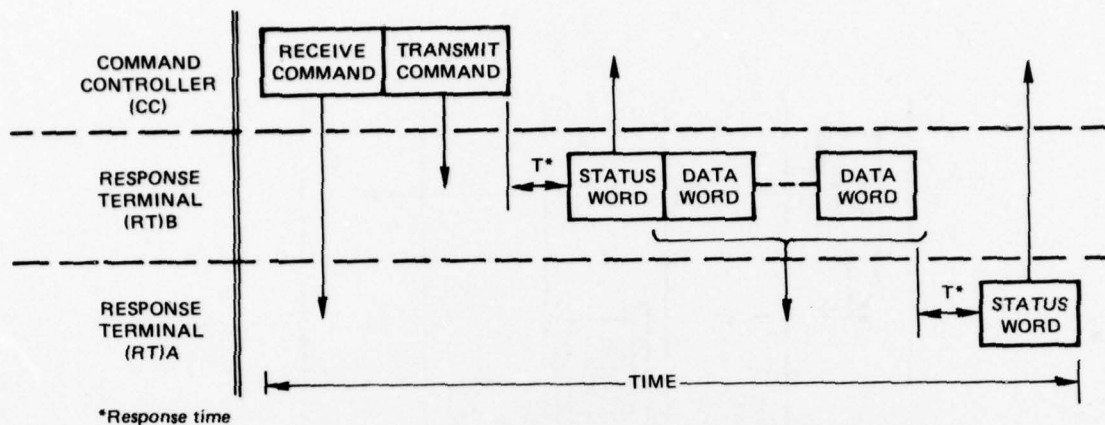 COMMAND
CONTROLLER
(CC)
RECEIVE
COMMAND
TRANSMIT
COMMAND
RESPONSE
TERMINAL
(RT)B
T*
STATUS
WORD
DATA
WORD
DATA
WORD
RESPONSE
TERMINAL
(RT)A
T*
STATUS
WORD
TIME
*Response time